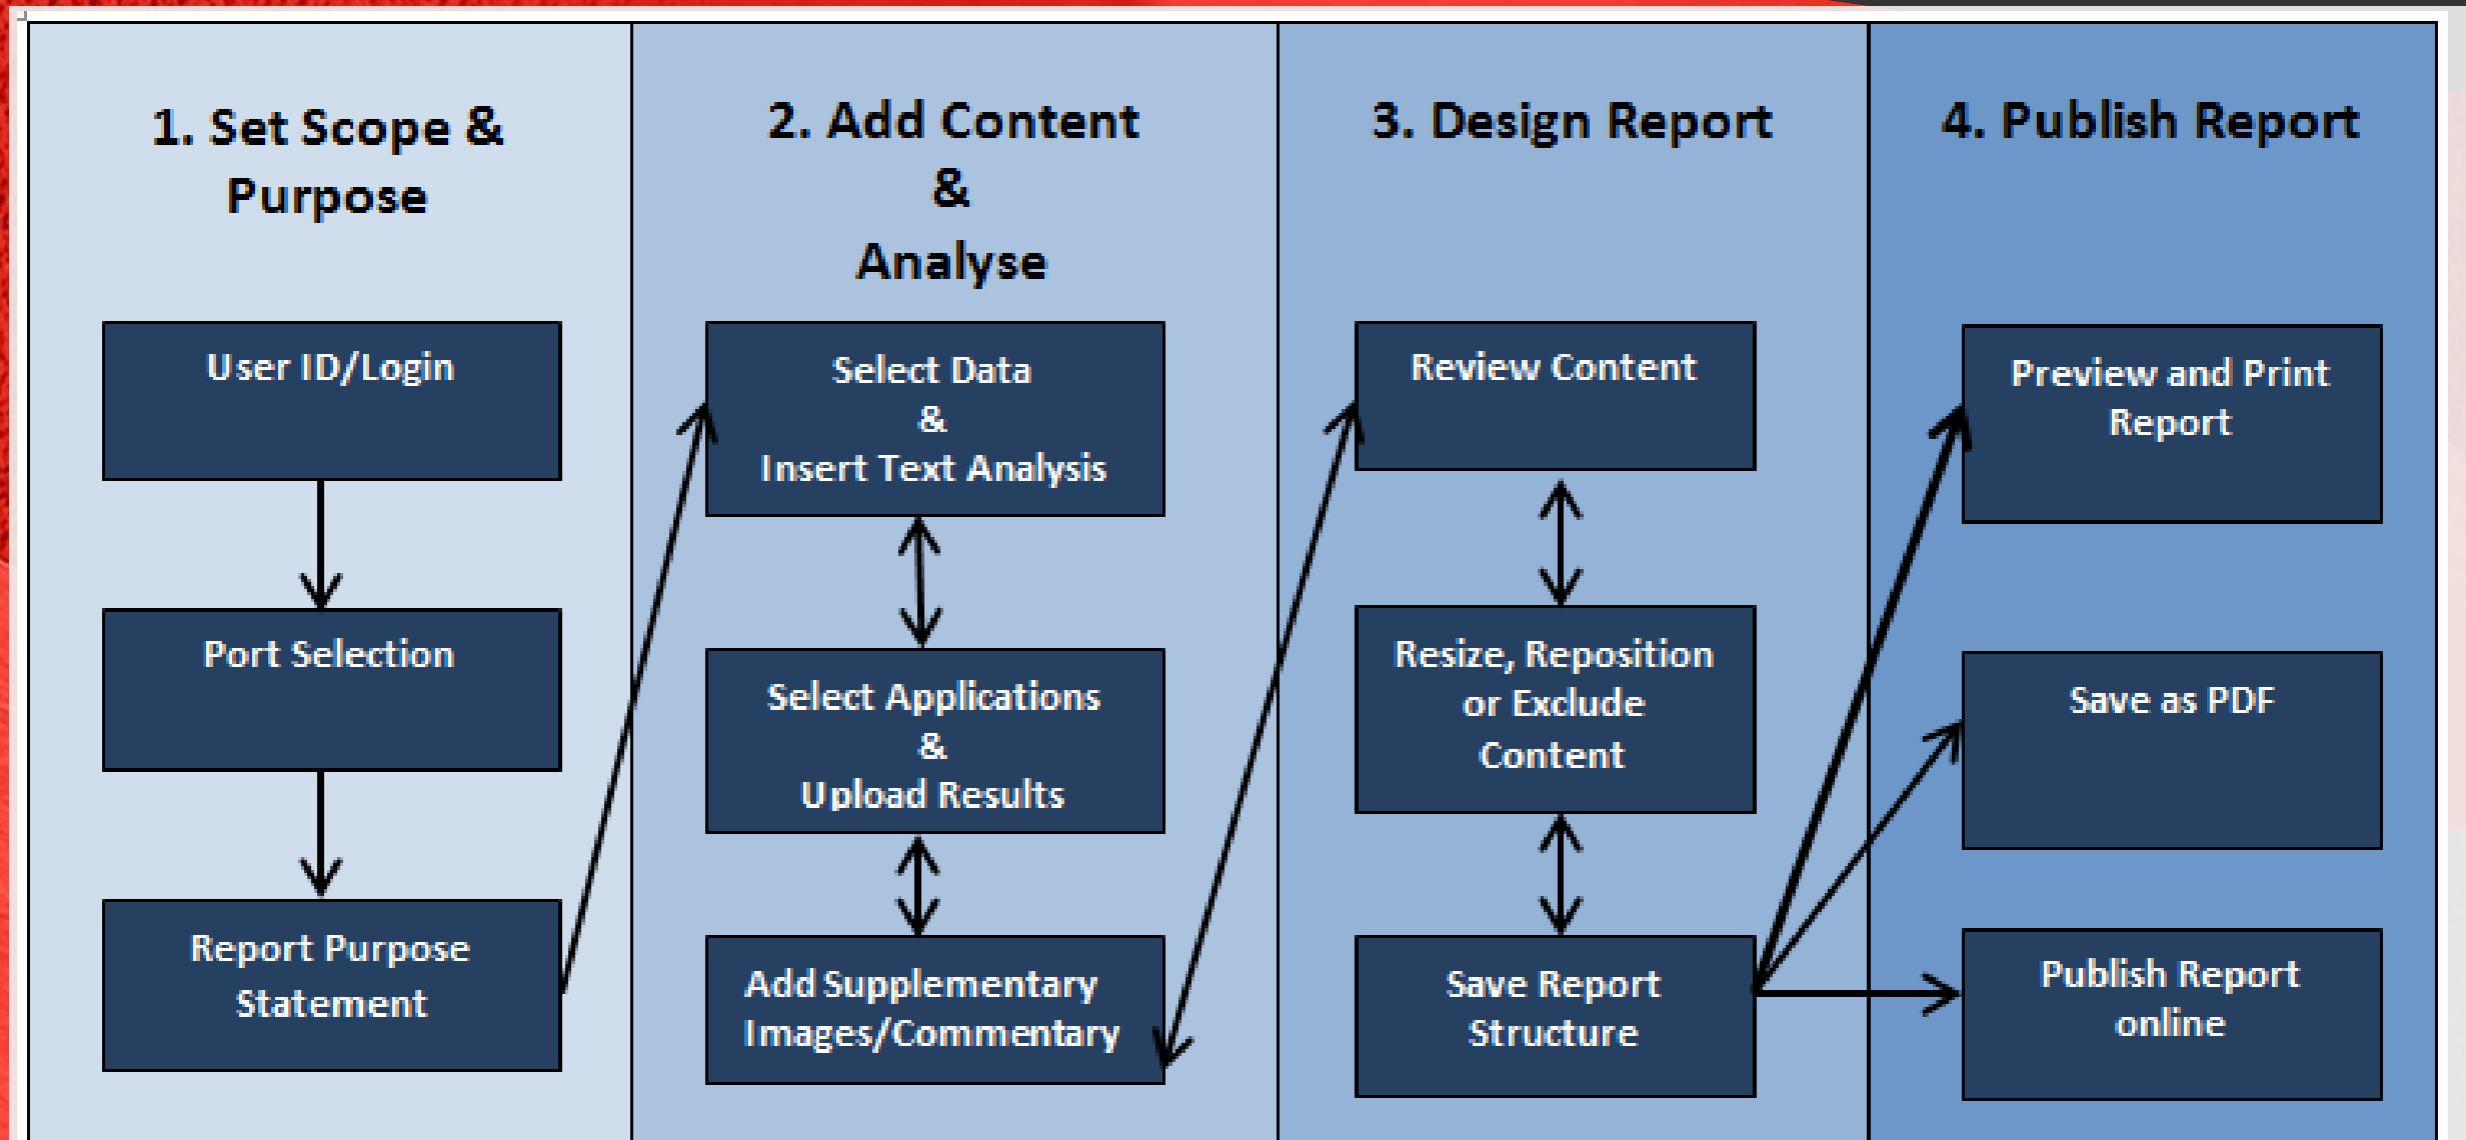 1. Set Scope &
Purpose
User ID/Login
Port Selection
Report Purpose
Statement
2. Add Content
&
Analyse
Select Data
&
Insert Text Analysis
Select Applications
&
Upload Results
Add Supplementary
Images/Commentary
3. Design Report
Review Content
Resize, Reposition
or Exclude
Content
Save Report
Structure
4. Publish Report
Preview and Print
Report
Save as PDF
Publish Report
online